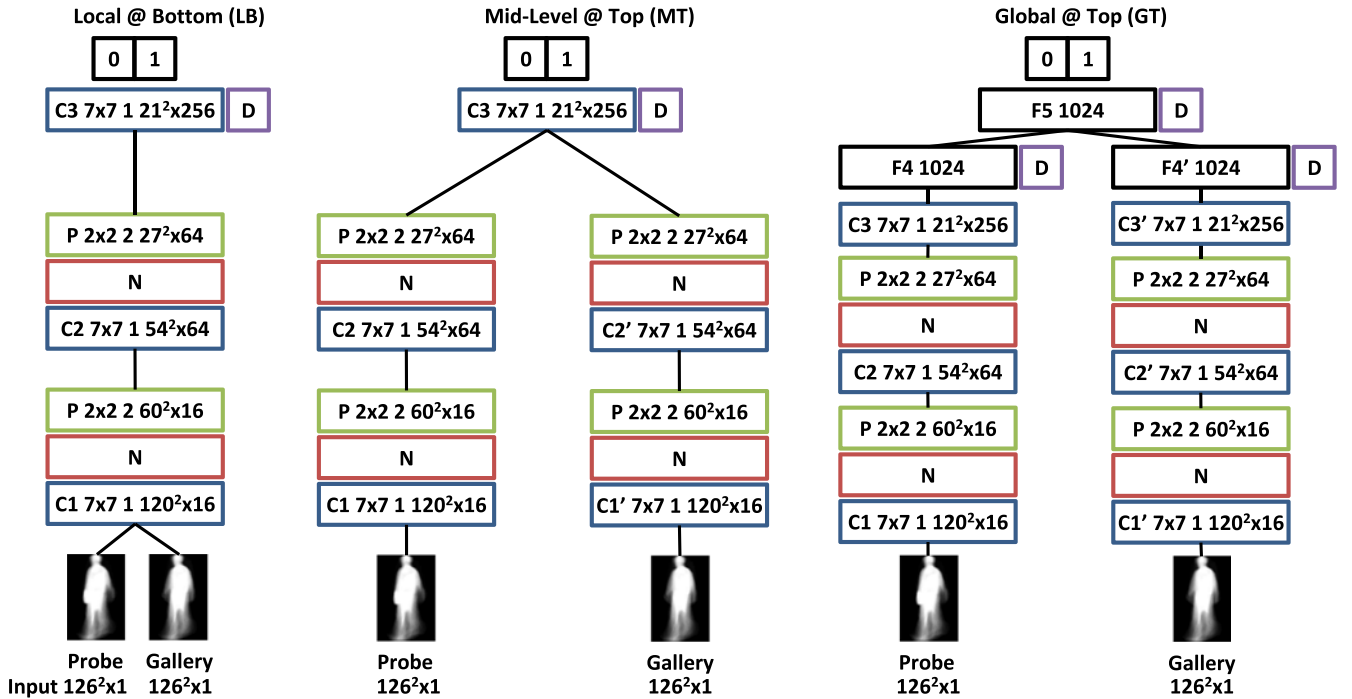 Local @ Bottom (LB)
0 1
C3 7x7 1 21²x256 D
P 2x2 2 27²x64
N
C2 7x7 1 54²x64
P 2x2 2 60²x16
N
C1 7x7 1 120²x16
Probe Gallery
Input 126²x1 126²x1
Mid-Level @ Top (MT)
0 1
C3 7x7 1 21²x256 D
P 2x2 2 27²x64 P 2x2 2 27²x64
N N
C2 7x7 1 54²x64 C2’ 7x7 1 54²x64
P 2x2 2 60²x16 P 2x2 2 60²x16
N N
C1 7x7 1 120²x16 C1’ 7x7 1 120²x16
Probe Gallery
126²x1 126²x1
Global @ Top (GT)
0 1
F5 1024 D
F4 1024 D F4’ 1024 D
C3 7x7 1 21²x256 C3’ 7x7 1 21²x256
P 2x2 2 27²x64 P 2x2 2 27²x64
N N
C2 7x7 1 54²x64 C2’ 7x7 1 54²x64
P 2x2 2 60²x16 P 2x2 2 60²x16
N N
C1 7x7 1 120²x16 C1’ 7x7 1 120²x16
Probe Gallery
126²x1 126²x1